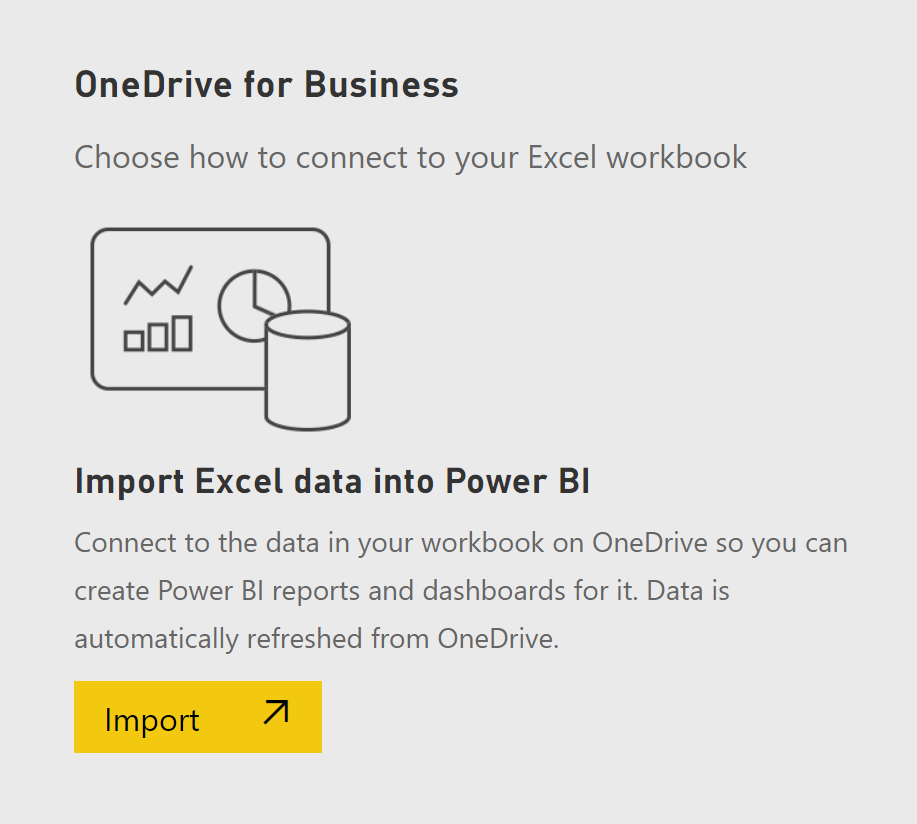 OneDrive for Business
Choose how to connect to your Excel workbook
Import Excel data into Power BI
Connect to the data in your workbook on OneDrive so you can
create Power BI reports and dashboards for it. Data is
automatically refreshed from OneDrive.
Import